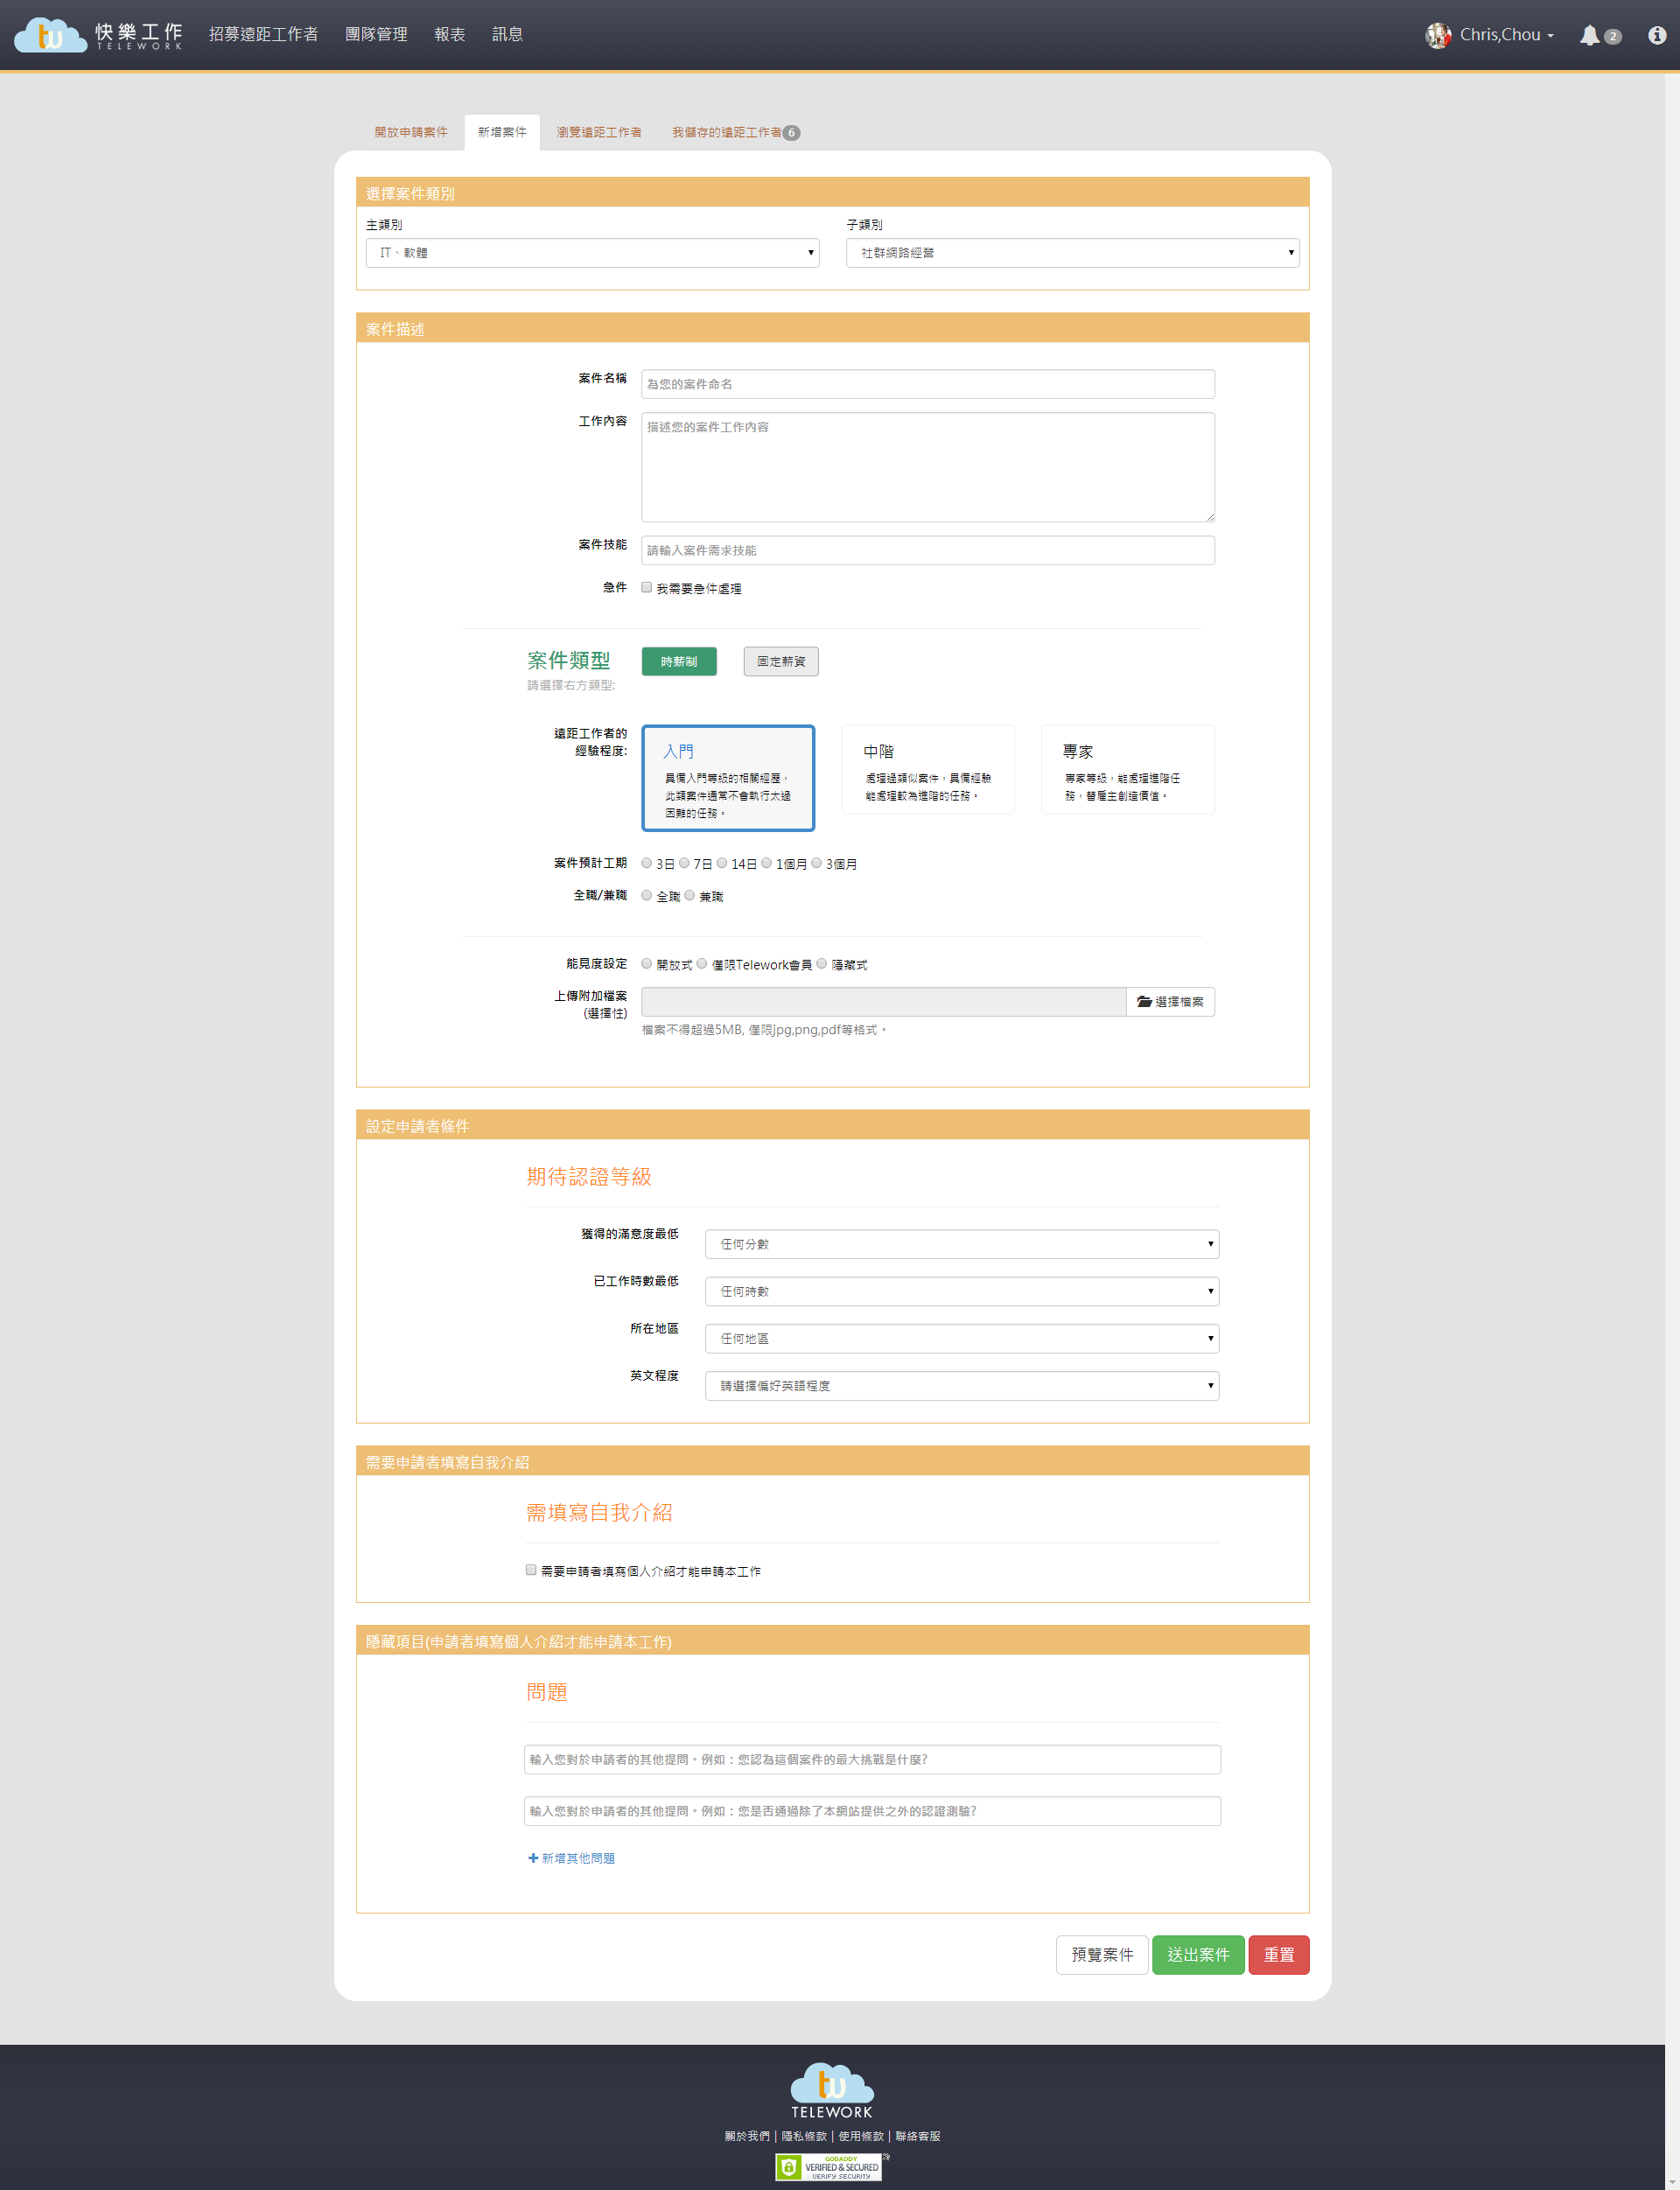 tw 快樂工作 TELEWORK 招募遠距工作者 團隊管理 報表 訊息 Chris,Chou 2
開放申請案件 新增案件 瀏覽遠距工作者 我儲存的遠距工作者 6
選擇案件類別
主類別 子類別
IT、軟體 社群網路經營
案件描述
案件名稱 為您的案件命名
工作內容 描述您的案件工作內容
案件技能 請輸入案件需求技能
急件 我需要急件處理
案件類型 時薪制 固定薪資
請選擇右方類型:
遠距工作者的
經驗程度:
入門
具備入門等級的相關經歷，
此類案件通常不會執行太過
困難的任務。
中階
處理過類似案件，具備經驗
能處理較為進階的任務。
專家
專家等級，能處理進階任
務，替雇主創造價值。
案件預計工期 3日 7日 14日 1個月 3個月
全職/兼職 全職 兼職
能見度設定 開放式 僅限Telework會員 隱藏式
上傳附加檔案
(選擇性)
選擇檔案
檔案不得超過5MB, 僅限jpg,png,pdf等格式。
設定申請者條件
期待認證等級
獲得的滿意度最低 任何分數
已工作時數最低 任何時數
所在地區 任何地區
英文程度 請選擇偏好英語程度
需要申請者填寫自我介紹
需填寫自我介紹
需要申請者填寫個人介紹才能申請本工作
隱藏項目(申請者填寫個人介紹才能申請本工作)
問題
輸入您對於申請者的其他提問。例如：您認為這個案件的最大挑戰是什麼?
輸入您對於申請者的其他提問。例如：您是否通過除了本網站提供之外的認證測驗?
新增其他問題
預覽案件 送出案件 重置
tw
TELEWORK
關於我們 | 隱私條款 | 使用條款 | 聯絡客服
GODADDY
VERIFIED & SECURED
VERIFY SECURITY